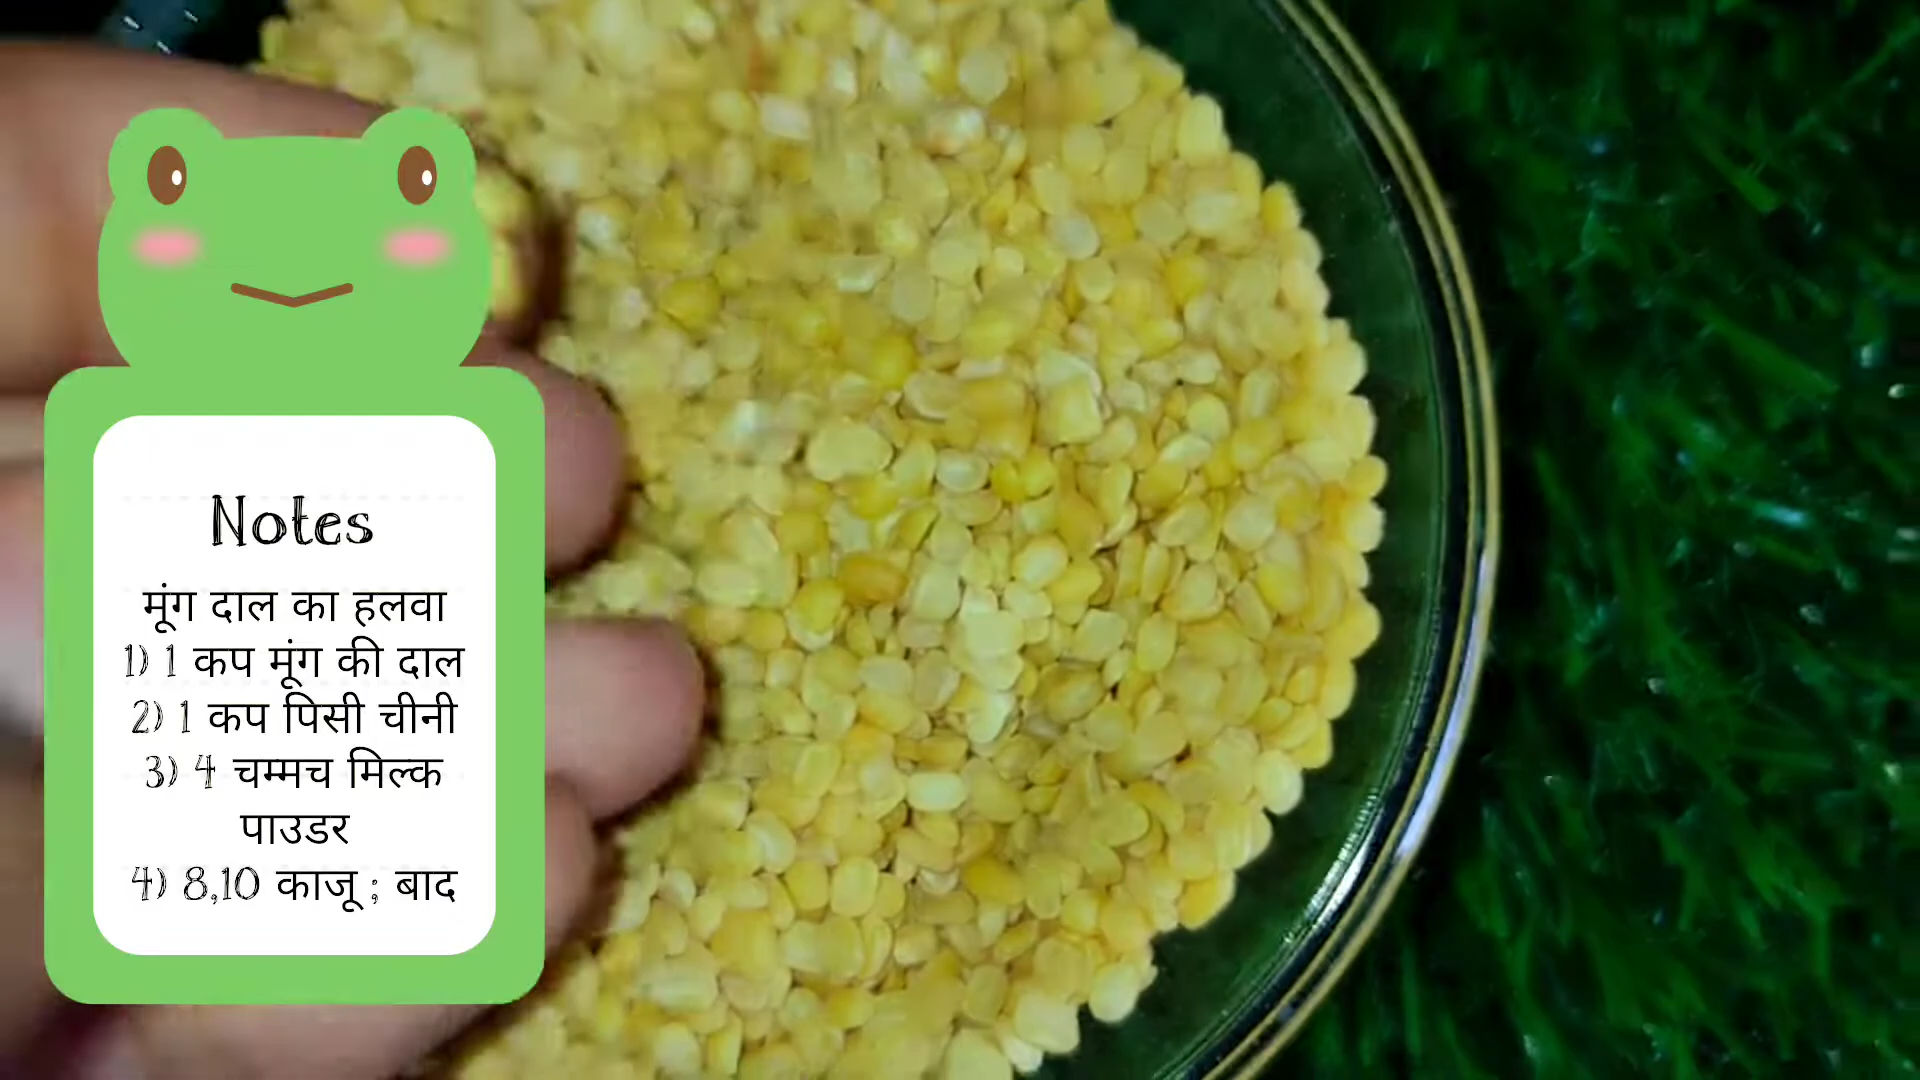 Notes
मूंग दाल का हलवा
1) 1 कप मूंग की दाल
2) 1 कप पिसी चीनी
3) 4 चम्मच मिल्क
पाउडर
4) 8,10 काजू ; बाद